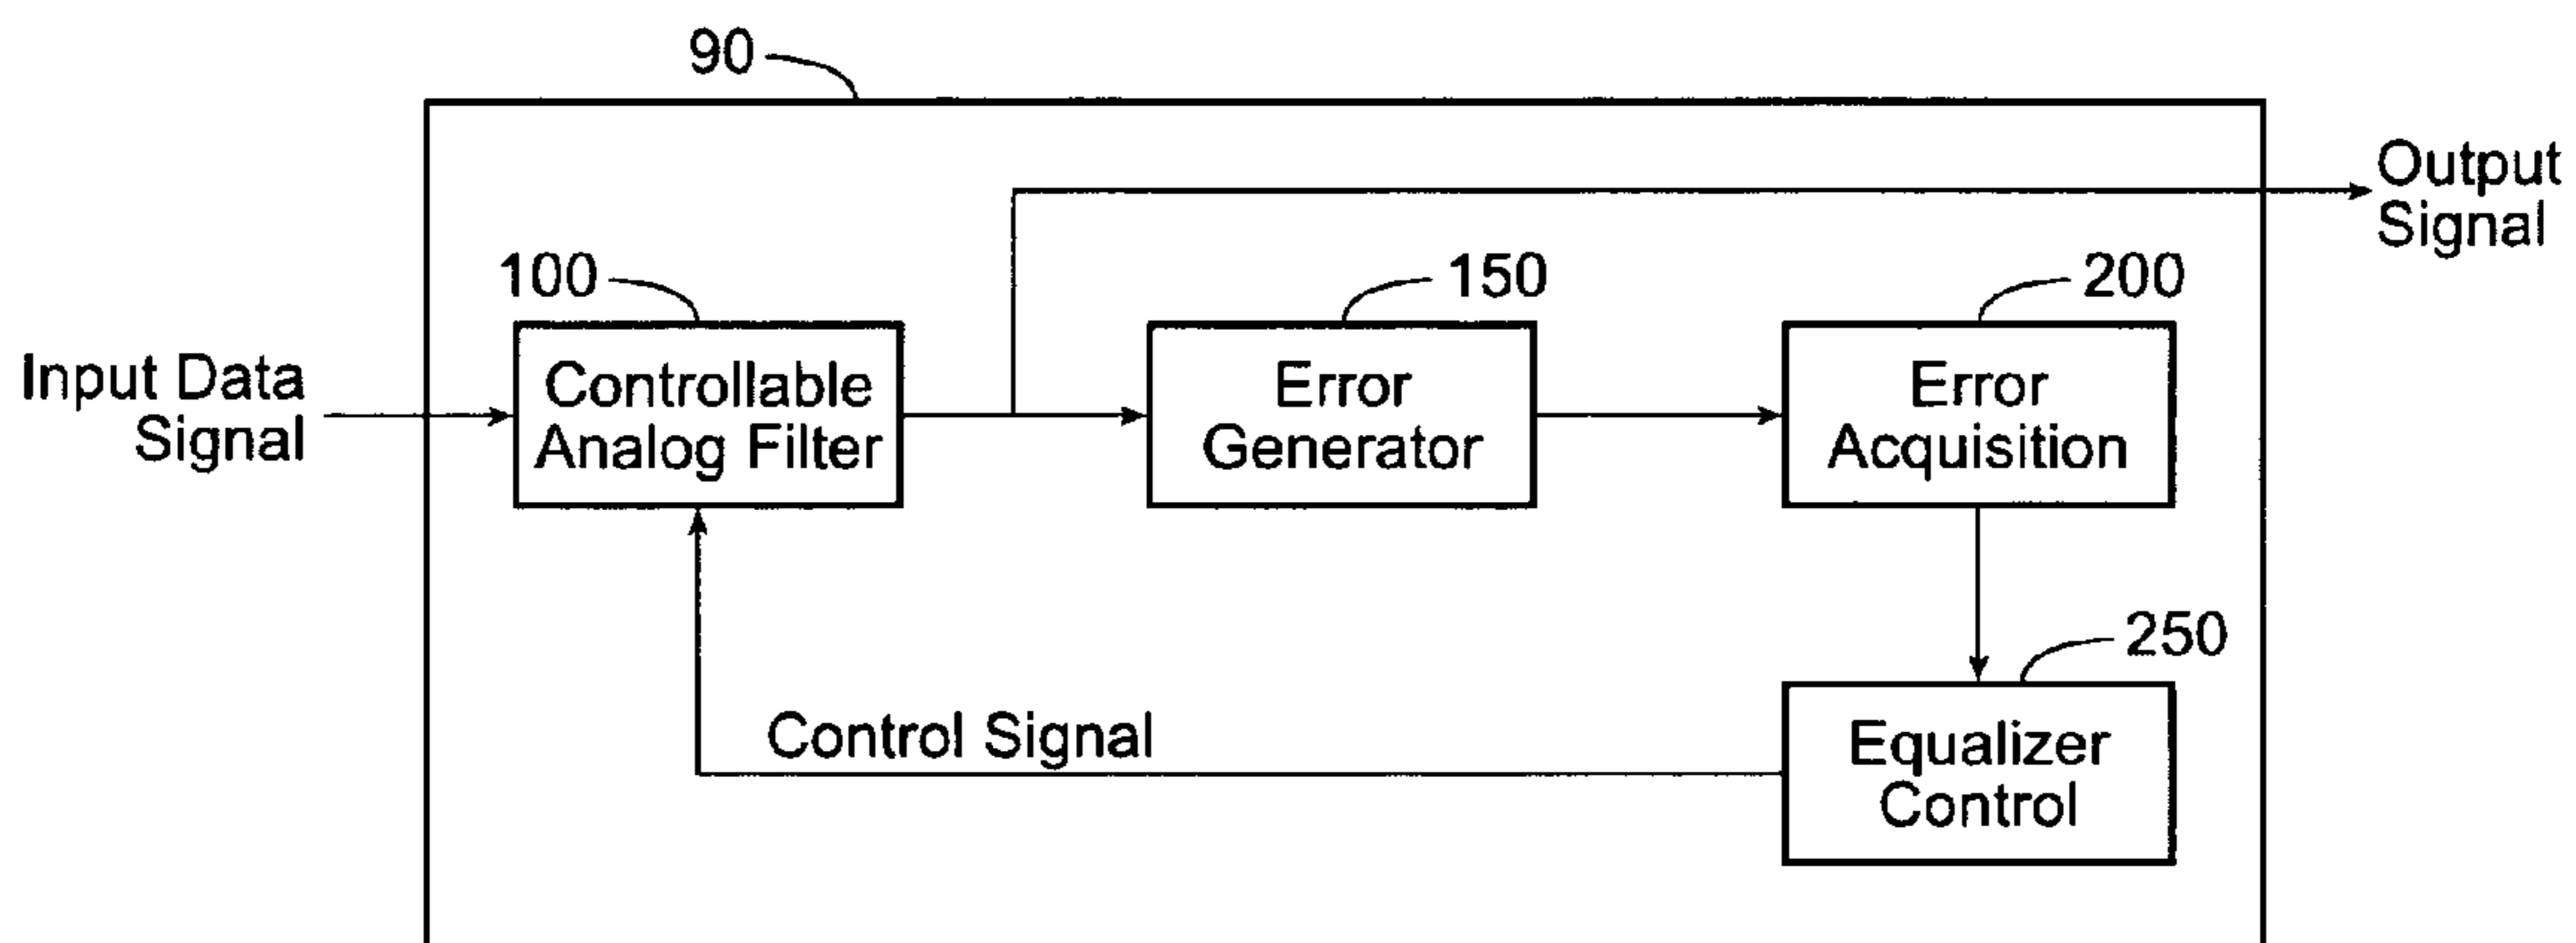 90
Output
Signal
100
150
200
Input Data
Signal
Controllable
Analog Filter
Error
Generator
Error
Acquisition
250
Control Signal
Equalizer
Control